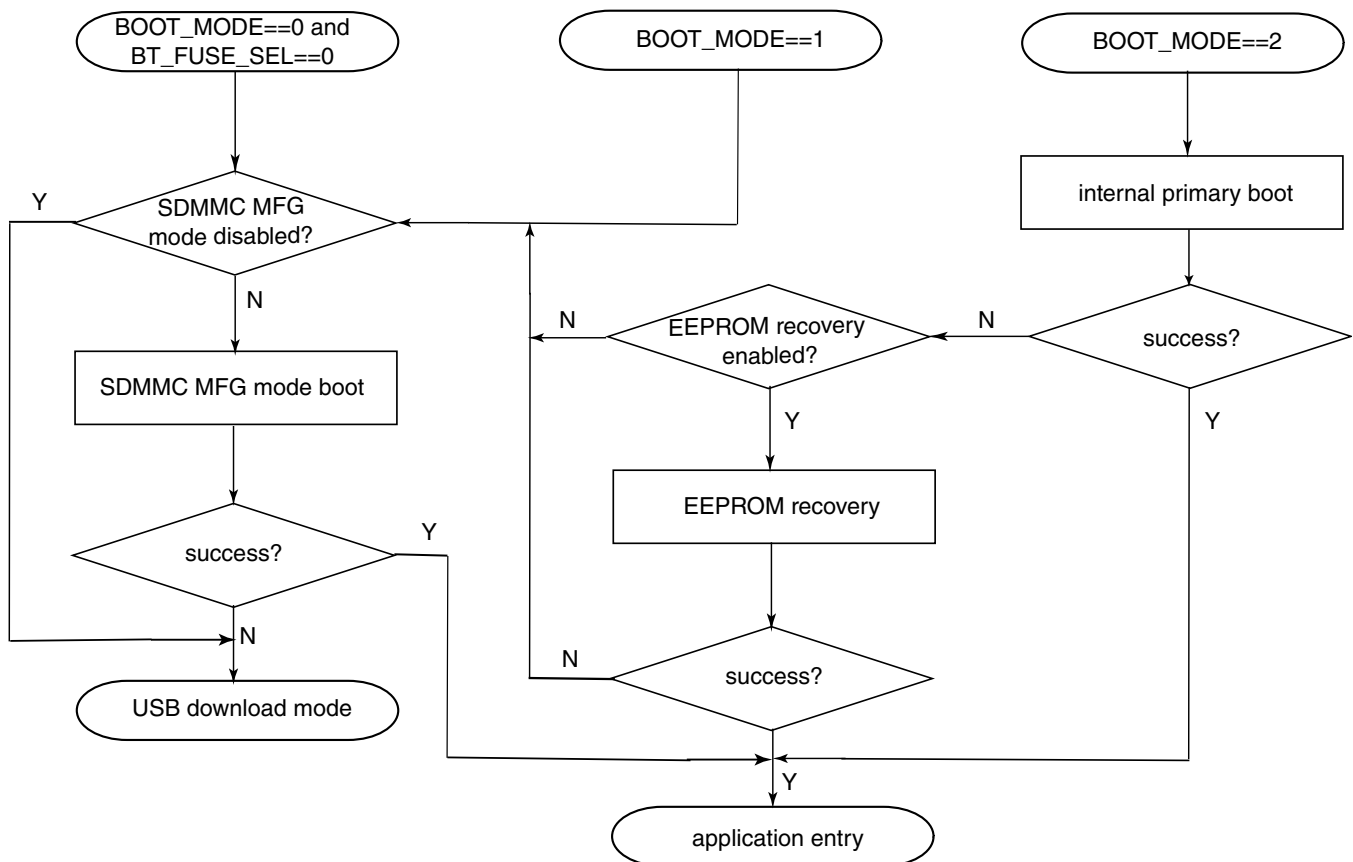 BOOT_MODE==0 and
BT_FUSE_SEL==0
BOOT_MODE==1
BOOT_MODE==2
Y
SDMMC MFG
mode disabled?
internal primary boot
N
N
EEPROM recovery
enabled?
N
success?
SDMMC MFG mode boot
Y
Y
EEPROM recovery
success?
Y
N
N
success?
USB download mode
Y
application entry